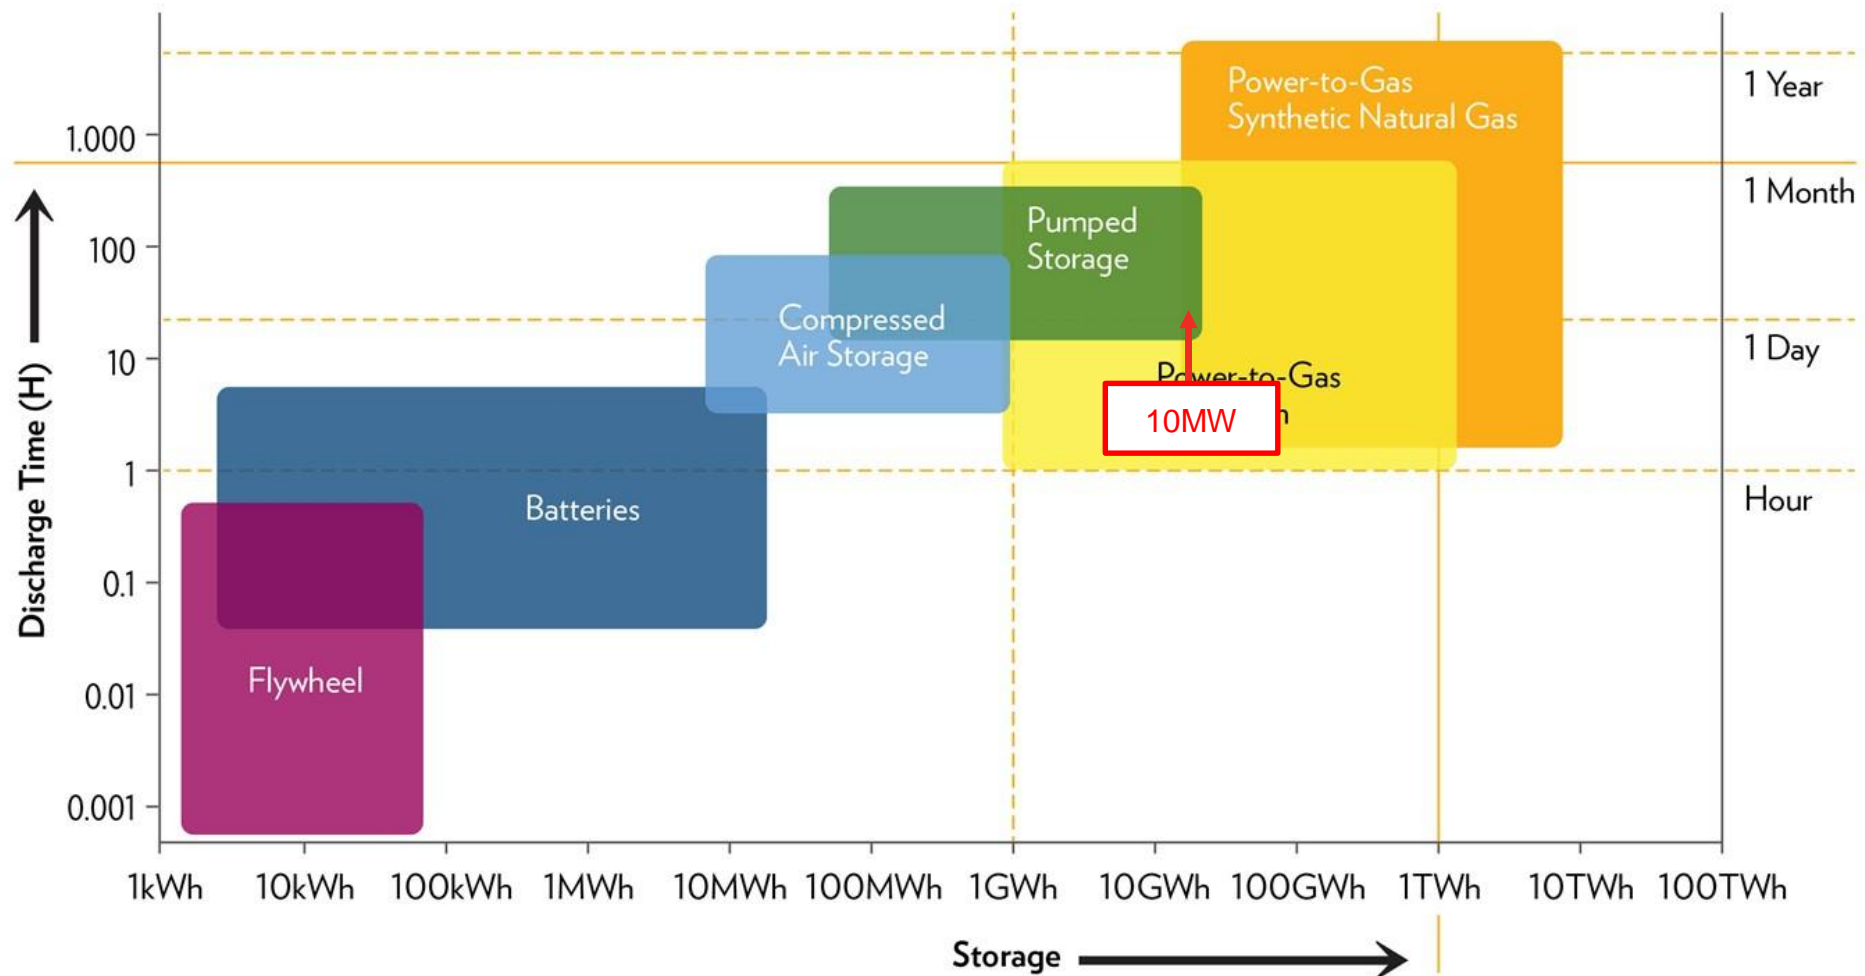 Power-to-Gas
Synthetic Natural Gas
1 Year
1.000
1 Month
Pumped
Storage
100
Compressed
Air Storage
1 Day
10
Power-to-Gas
10MW
Batteries
1
Hour
0.1
Flywheel
0.01
0.001
Discharge Time (H)
1kWh 10kWh 100kWh 1MWh 10MWh 100MWh 1GWh 10GWh 100GWh 1TWh 10TWh 100TWh
Storage